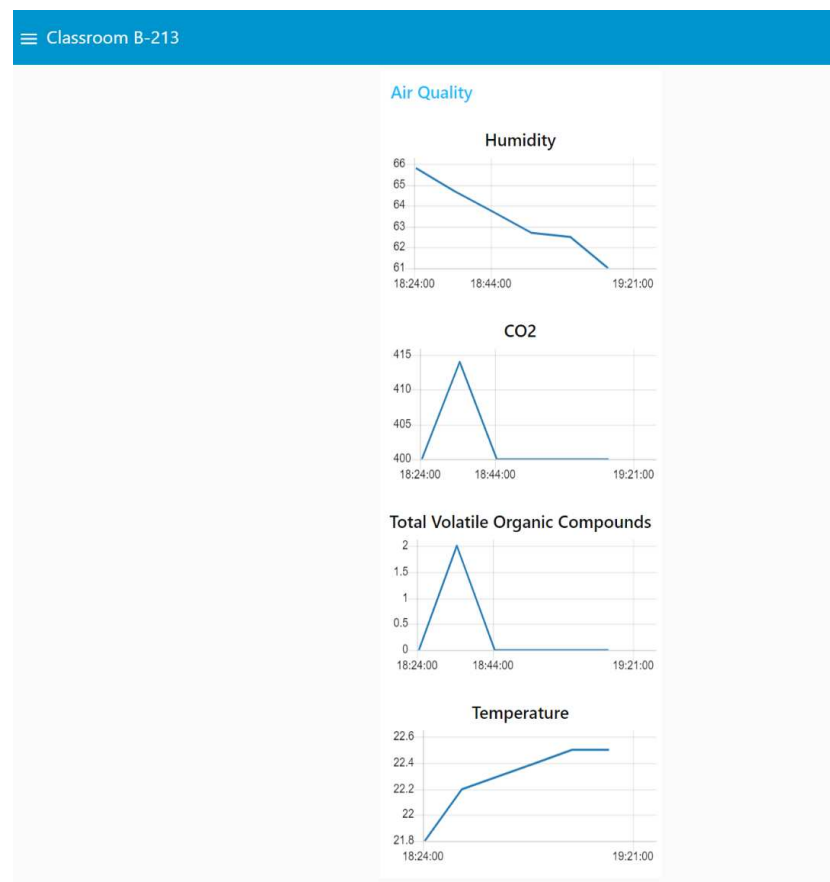 Classroom B-213
Air Quality
Humidity
66
65
64
63
62
61
18:24:00 18:44:00 19:21:00
CO2
415
410
405
400
18:24:00 18:44:00 19:21:00
Total Volatile Organic Compounds
2
1.5
1
0.5
0
18:24:00 18:44:00 19:21:00
Temperature
22.6
22.4
22.2
22
21.8
18:24:00 19:21:00